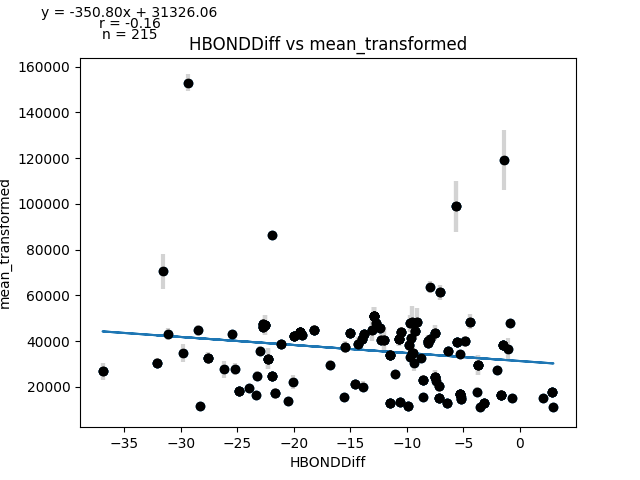 y = -350.80x + 31326.06
r = -0.16
n = 215
HBONDDiff vs mean_transformed
160000
140000
120000
100000
80000
60000
40000
20000
mean_transformed
−35 −30 −25 −20 −15 −10 −5 0
HBONDDiff